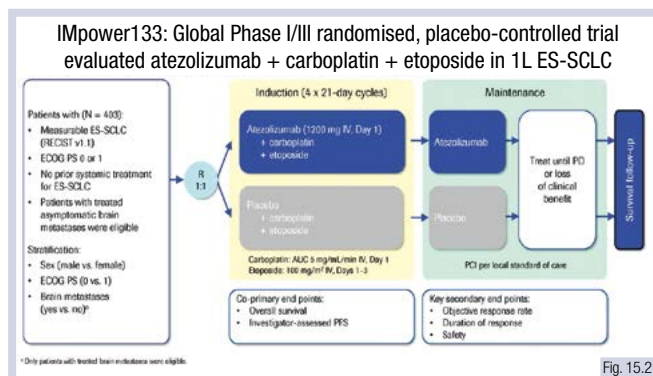 IMpower133: Global Phase I/III randomised, placebo-controlled trial
evaluated atezolizumab + carboplatin + etoposide in 1L ES-SCLC
Patients with (N = 403):
• Measurable ES-SCLC
(RECIST v1.1)
• ECOG PS 0 or 1
• No prior systemic treatment
for ES-SCLC
• Patients with treated
asymptomatic brain
metastases were eligible
Stratification:
• Sex (male vs. female)
• ECOG PS (0 vs. 1)
• Brain metastases
(yes vs. no)ª
R
1:1
Induction (4 x 21-day cycles)
Atezolizumab (1200 mg IV, Day 1)
+ carboplatin
+ etoposide
Placebo
+ carboplatin
+ etoposide
Carboplatin: AUC 5 mg/mL/min IV, Day 1
Etoposide: 100 mg/m² IV, Days 1–3
Maintenance
Atezolizumab
Placebo
Treat until PD
or loss
of clinical
benefit
PCI per local standard of care
Survival follow-up
Co-primary end points:
• Overall survival
• Investigator-assessed PFS
Key secondary end points:
• Objective response rate
• Duration of response
• Safety
ª Only patients with treated brain metastases were eligible.
Fig. 15.2